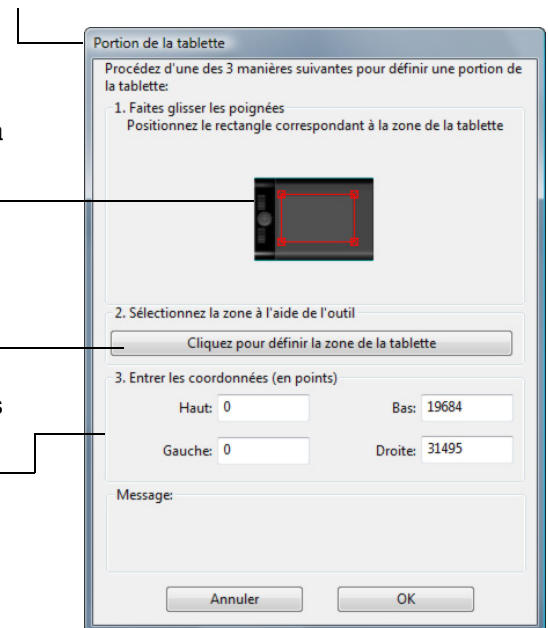 Portion de la tablette
Procédez d'une des 3 manières suivantes pour définir une portion de
la tablette:
1. Faites glisser les poignées
Positionnez le rectangle correspondant à la zone de la tablette
2. Sélectionnez la zone à l'aide de l'outil
Cliquez pour définir la zone de la tablette
3. Entrer les coordonnées (en points)
Haut: 0 Bas: 19684
Gauche: 0 Droite: 31495
Message:
Annuler OK